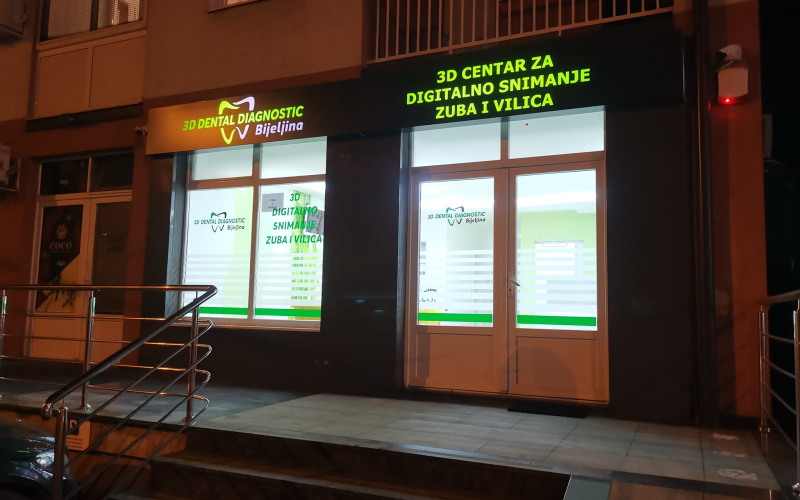 3D CENTAR ZA
DIGITALNO SNIMANJE
ZUBA I VILICA
3D DENTAL DIAGNOSTIC
Bijeljina
3D DENTAL DIAGNOSTIC
Bijeljina
3D
DIGITALNO
SNIMANJE
ZUBA I VILICA
3D DENTAL DIAGNOSTIC
Bijeljina
COCO